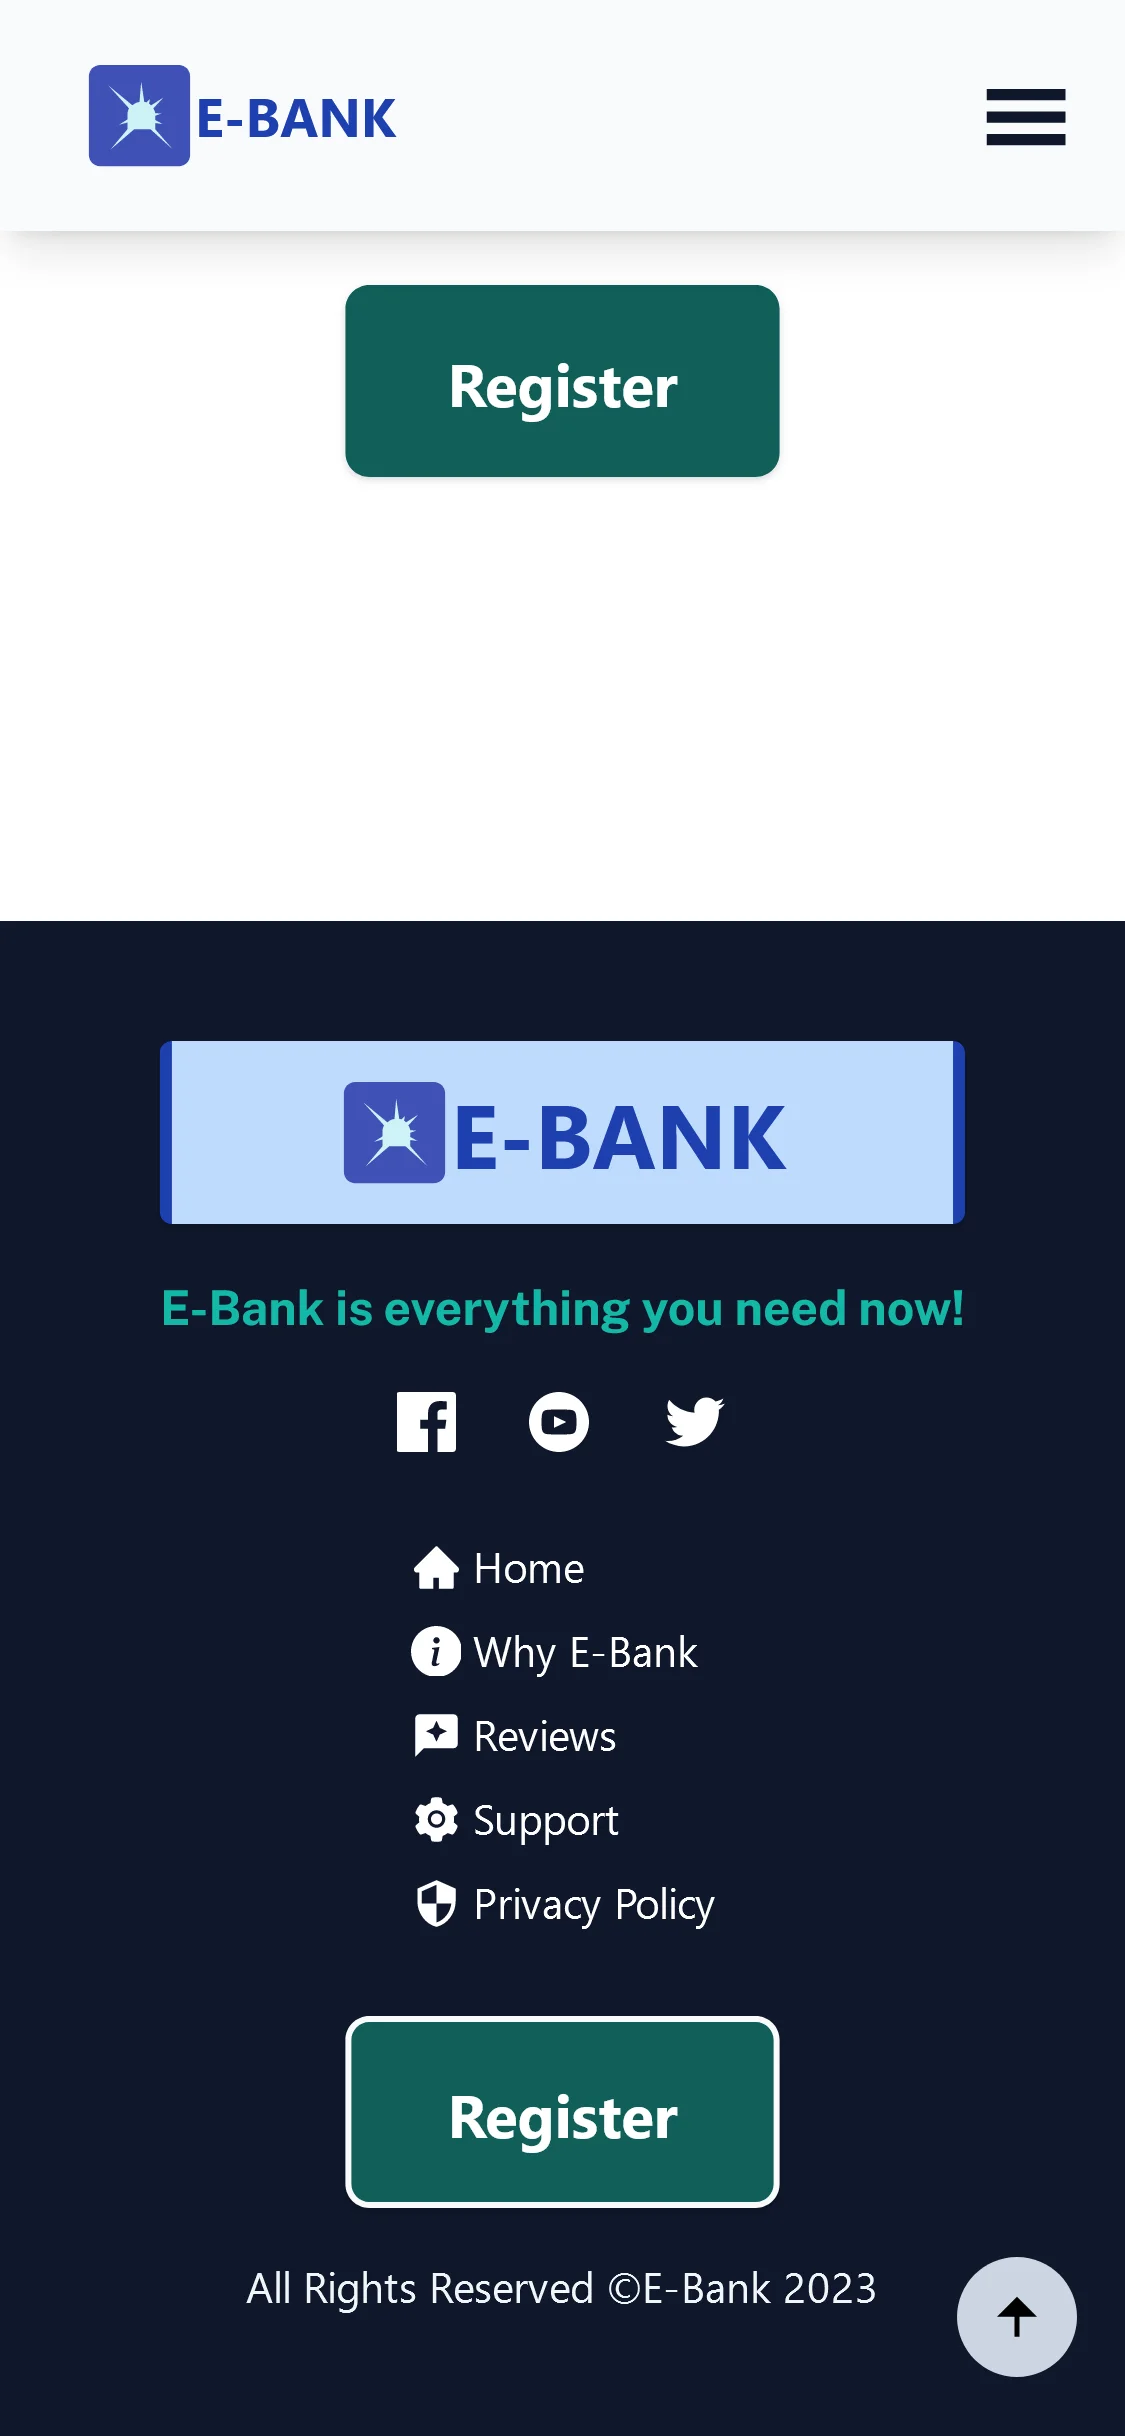 E-BANK
Register
E-BANK
E-Bank is everything you need now!
Home
Why E-Bank
Reviews
Support
Privacy Policy
Register
All Rights Reserved ©E-Bank 2023